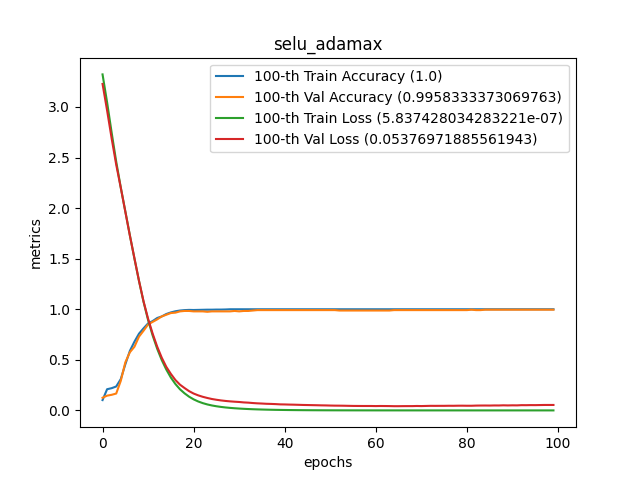 selu_adamax
100-th Train Accuracy (1.0)
100-th Val Accuracy (0.9958333373069763)
100-th Train Loss (5.837428034283221e-07)
100-th Val Loss (0.05376971885561943)
metrics
3.0
2.5
2.0
1.5
1.0
0.5
0.0
0
20
40
60
80
100
epochs